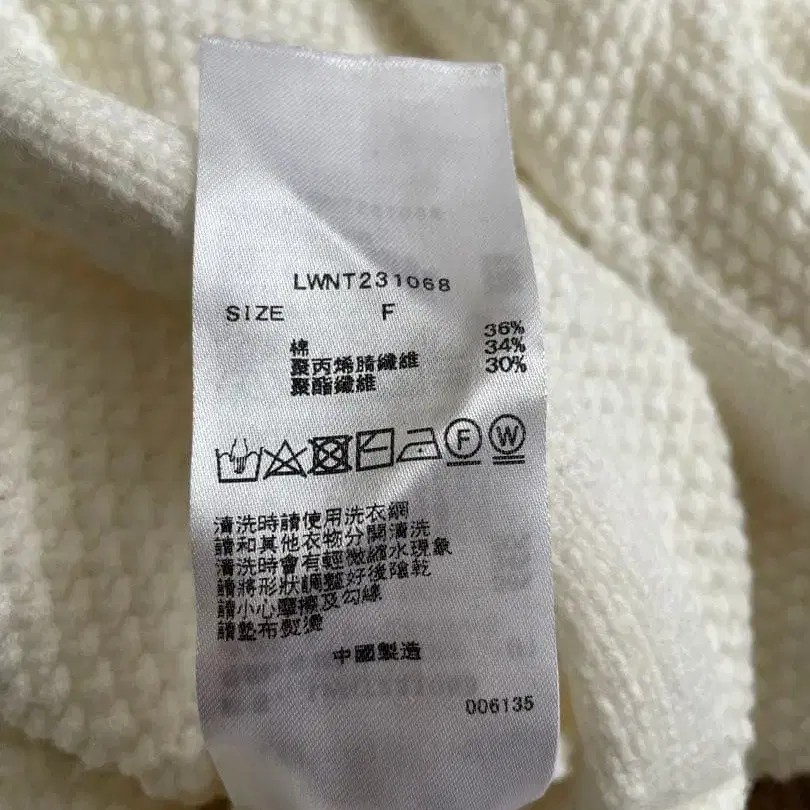 LWNT231068
SIZE F
棉 36%
聚丙烯腈纖維 34%
聚酯纖維 30%
F W
清洗時請使用洗衣網
請和其他衣物分開清洗
清洗時會有輕微縮水現象
請將形狀調整好後陰乾
請小心摩擦及勾線
請墊布熨燙
中國製造
006135